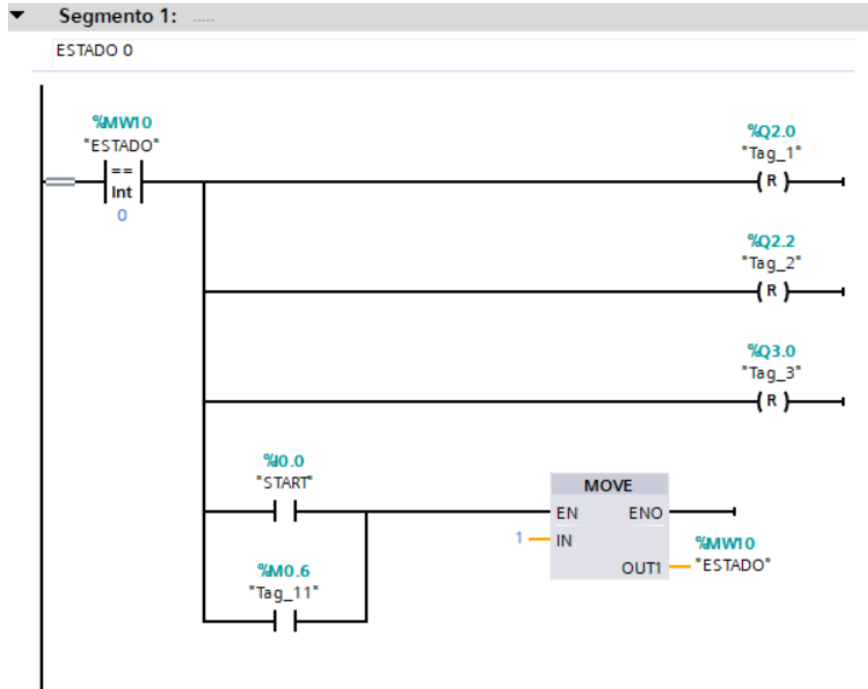 Segmento 1: .....
ESTADO 0
%MW10
"ESTADO"
==
Int
0
%Q2.0
"Tag_1"
R
%Q2.2
"Tag_2"
R
%Q3.0
"Tag_3"
R
%I0.0
"START"
%M0.6
"Tag_11"
MOVE
EN ENO
1 IN
OUT1
%MW10
"ESTADO"